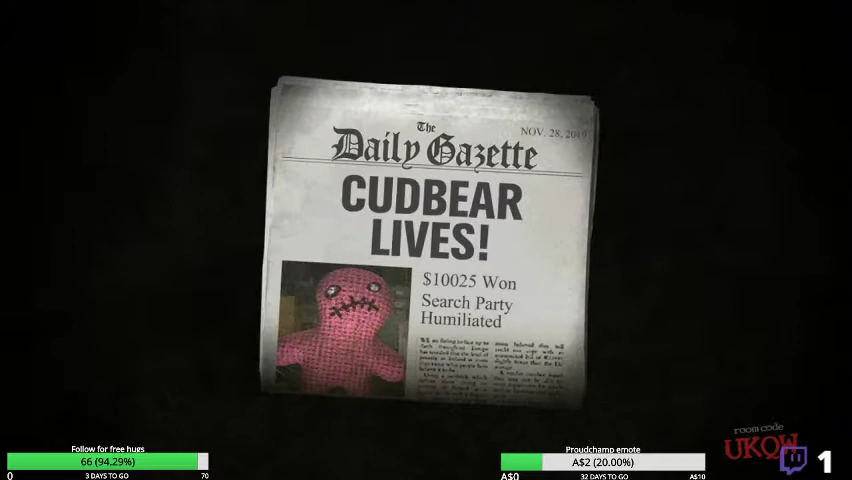 The
NOV. 28, 2019
Daily Gazette
CUDBEAR
LIVES!
$10025 Won
Search Party
Humiliated
room code
UKQW
1
Follow for free hugs
66 (94.29%)
0
3 DAYS TO GO
70
Proudchamp emote
A$2 (20.00%)
A$0
32 DAYS TO GO
A$10